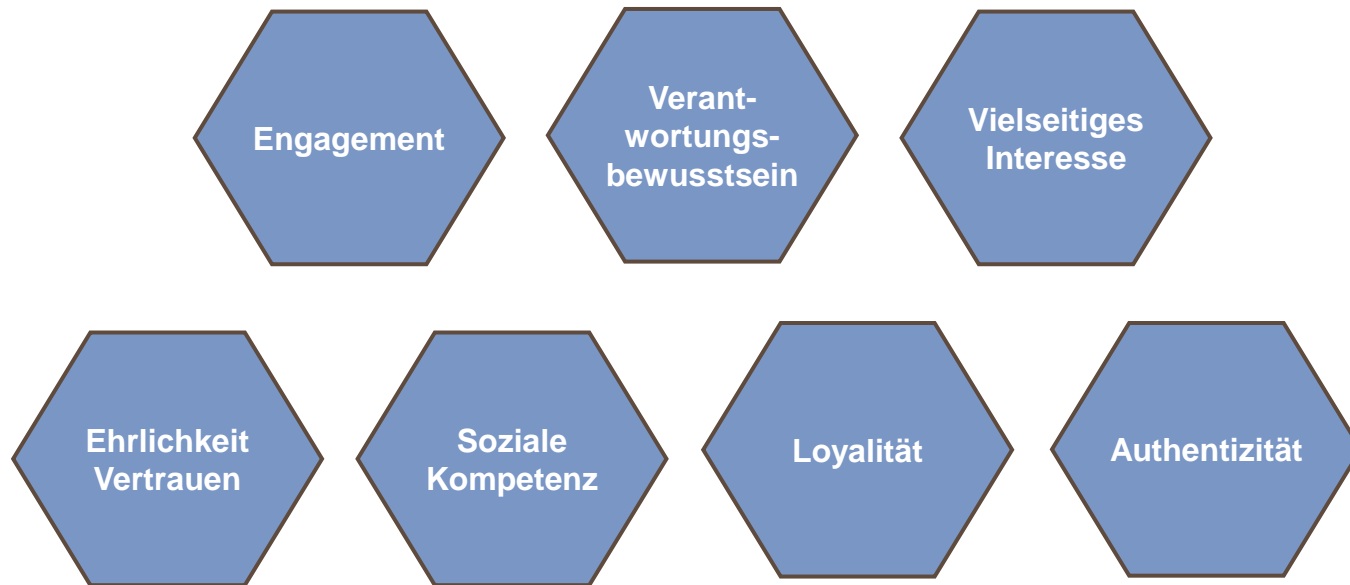 Engagement
Verant-
wortungs-
bewusstsein
Vielseitiges
Interesse
Ehrlichkeit
Vertrauen
Soziale
Kompetenz
Loyalität
Authentizität